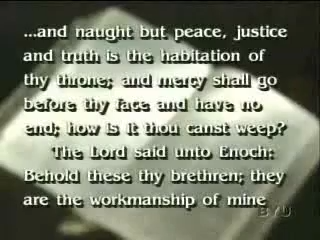 ...and naught but peace, justice
and truth is the habitation of
thy throne; and mercy shall go
before thy face and have no
end; how is it thou canst weep?
The Lord said unto Enoch:
Behold these thy brethren; they
are the workmanship of mine
BYU